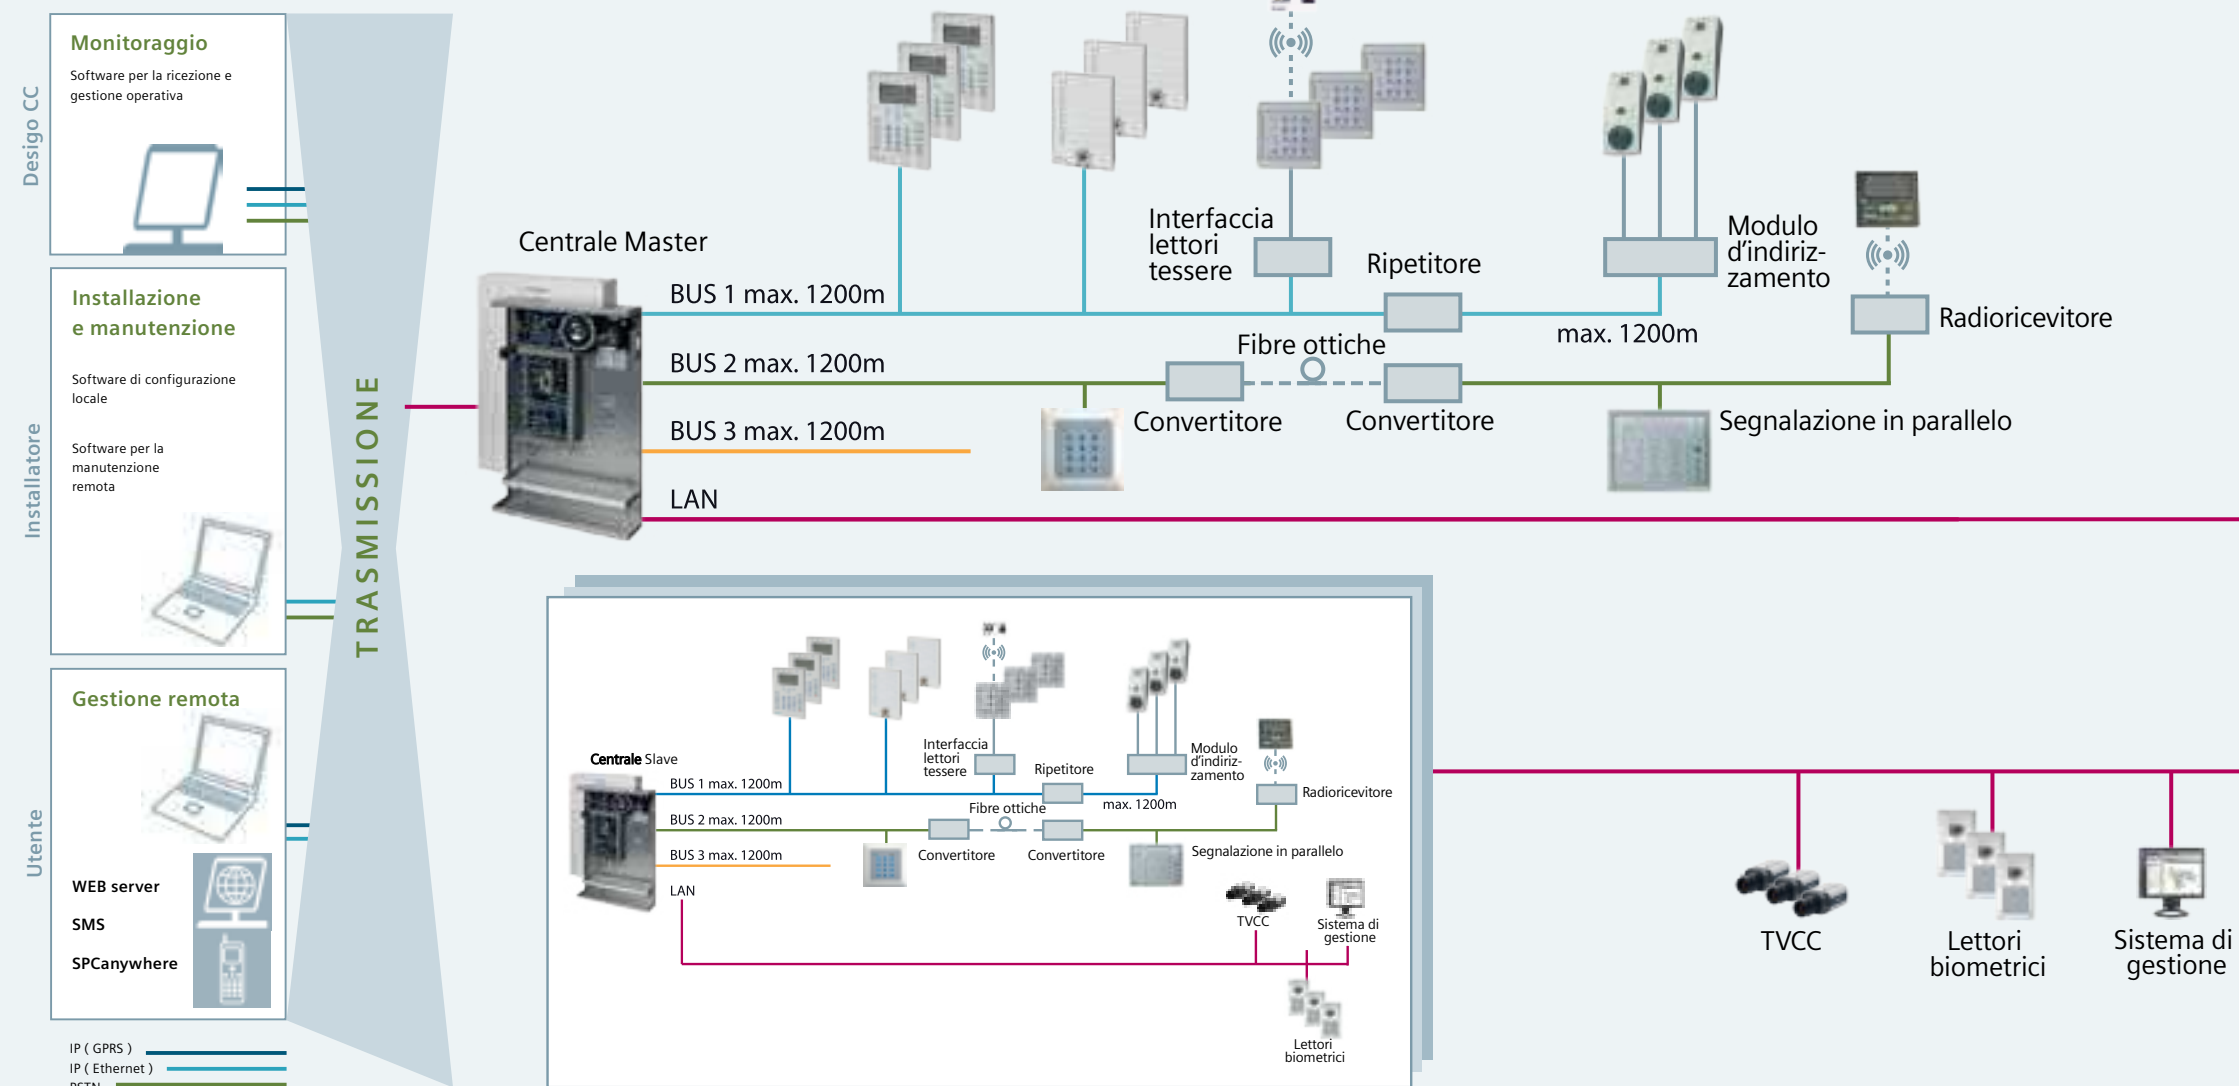 Desigo CC
Monitoraggio
Software per la ricezione e
gestione operativa
Installatore
Installazione
e manutenzione
Software di configurazione
locale
Software per la
manutenzione
remota
Utente
Gestione remota
WEB server
SMS
SPCanywhere
IP ( GPRS )
IP ( Ethernet )
PSTN
TRASMISSIONE
Centrale Master
BUS 1 max. 1200m
BUS 2 max. 1200m
BUS 3 max. 1200m
LAN
Interfaccia
lettori
tessere
Ripetitore
Modulo
d'indiriz-
zamento
max. 1200m
Radioricevitore
Fibre ottiche
Convertitore
Convertitore
Segnalazione in parallelo
Centrale Slave
BUS 1 max. 1200m
BUS 2 max. 1200m
BUS 3 max. 1200m
LAN
Interfaccia
lettori
tessere
Ripetitore
Modulo
d'indiriz-
zamento
max. 1200m
Radioricevitore
Fibre ottiche
Convertitore
Convertitore
Segnalazione in parallelo
TVCC
Sistema di
gestione
Lettori
biometrici
TVCC
Lettori
biometrici
Sistema di
gestione